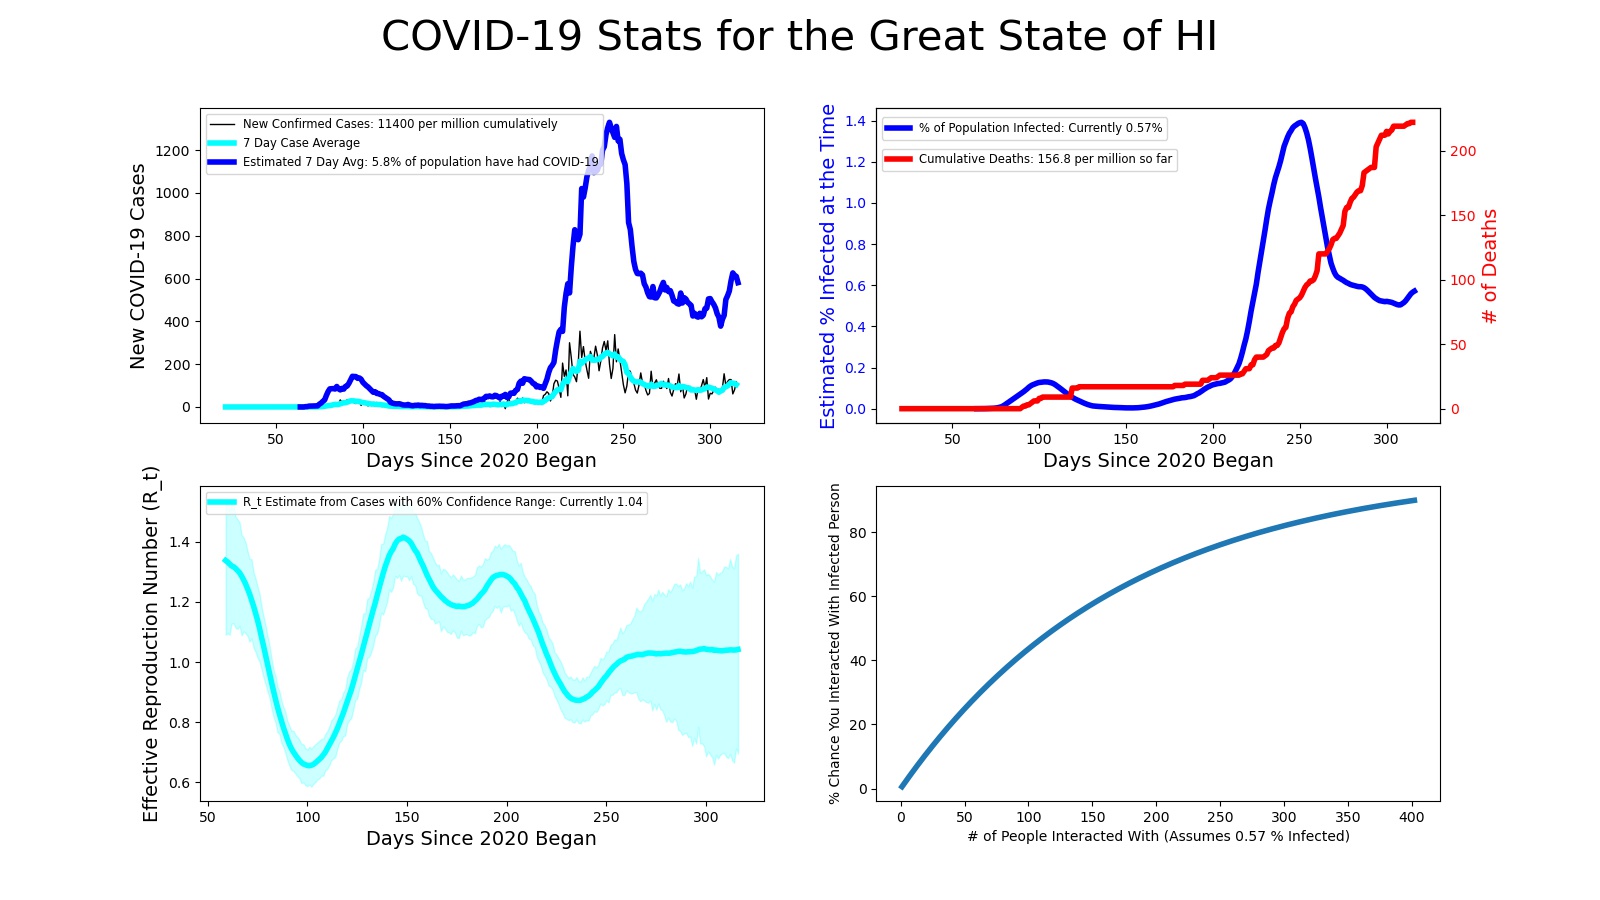 COVID-19 Stats for the Great State of HI
New COVID-19 Cases
1200
1000
800
600
400
200
0
New Confirmed Cases: 11400 per million cumulatively
7 Day Case Average
Estimated 7 Day Avg: 5.8% of population have had COVID-19
50 100 150 200 250 300
Days Since 2020 Began
Estimated % Infected at the Time
1.4
1.2
1.0
0.8
0.6
0.4
0.2
0.0
% of Population Infected: Currently 0.57%
Cumulative Deaths: 156.8 per million so far
200
150
100
50
0
# of Deaths
50 100 150 200 250 300
Days Since 2020 Began
Effective Reproduction Number (R_t)
1.4
1.2
1.0
0.8
0.6
R_t Estimate from Cases with 60% Confidence Range: Currently 1.04
50 100 150 200 250 300
Days Since 2020 Began
% Chance You Interacted With Infected Person
80
60
40
20
0
0 50 100 150 200 250 300 350 400
# of People Interacted With (Assumes 0.57 % Infected)